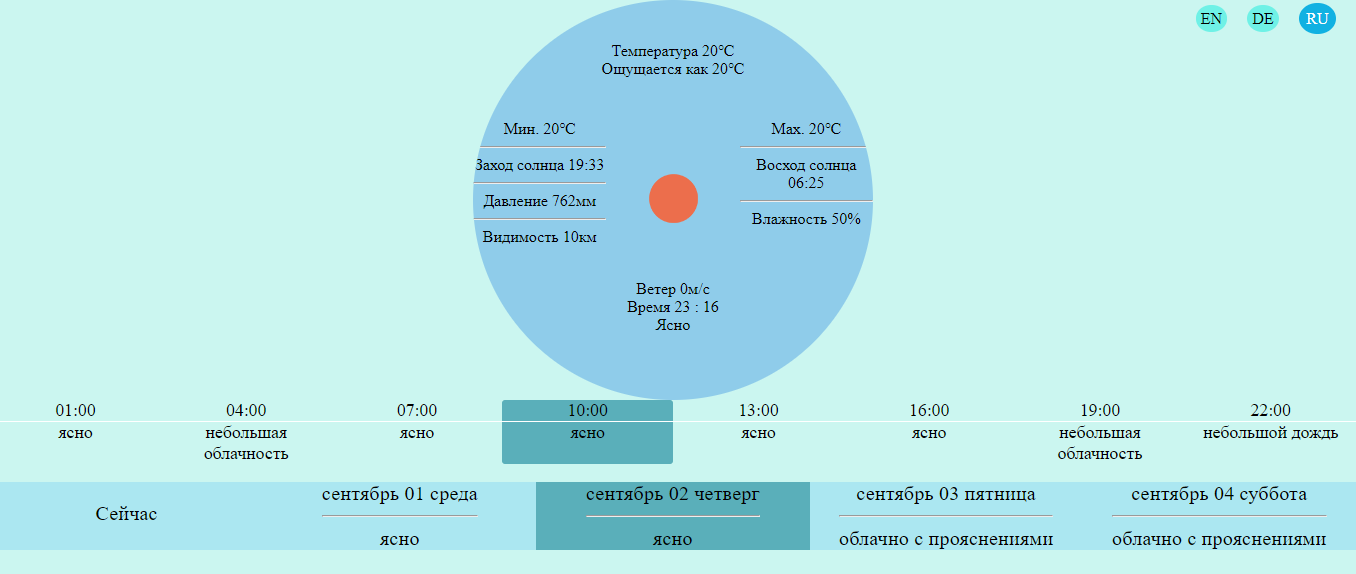 EN DE RU
Температура 20℃
Ощущается как 20℃
Мин. 20℃
Заход солнца 19:33
Давление 762мм
Видимость 10км
Мах. 20℃
Восход солнца
06:25
Влажность 50%
Ветер 0м/с
Время 23 : 16
Ясно
01:00
ясно
04:00
небольшая
облачность
07:00
ясно
10:00
ясно
13:00
ясно
16:00
ясно
19:00
небольшая
облачность
22:00
небольшой дождь
Сейчас
сентябрь 01 среда
ясно
сентябрь 02 четверг
ясно
сентябрь 03 пятница
облачно с прояснениями
сентябрь 04 суббота
облачно с прояснениями